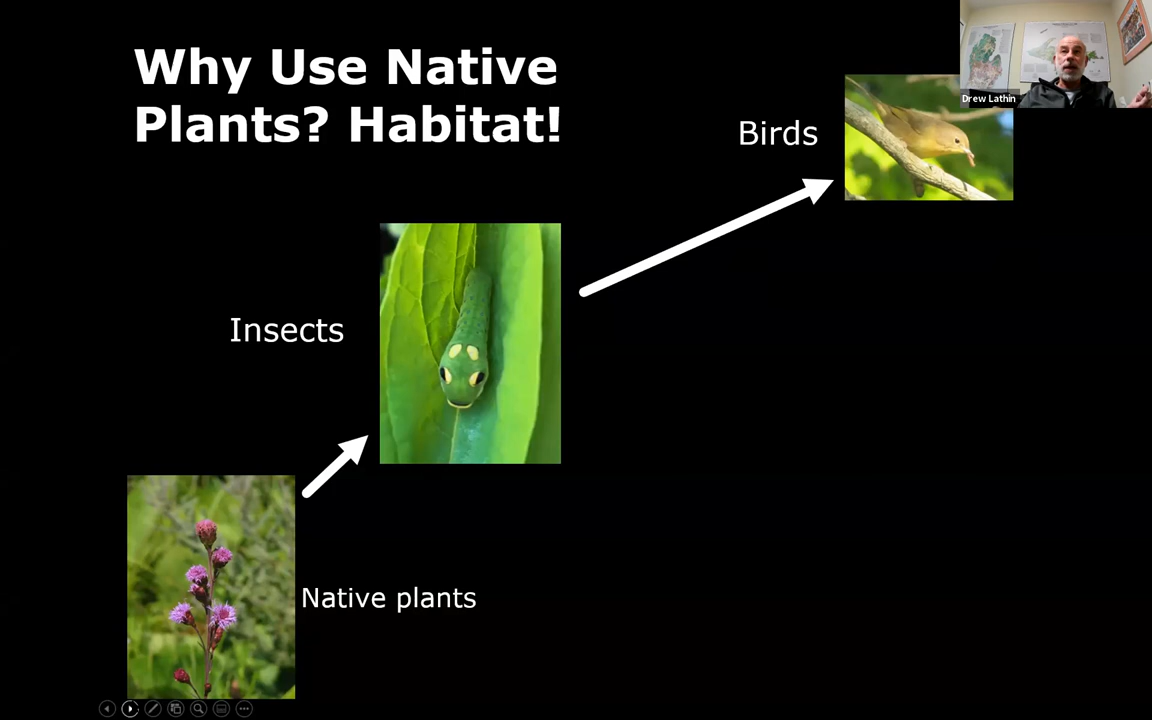 Why Use Native
Plants? Habitat!
Drew Lathin
Birds
Insects
Native plants